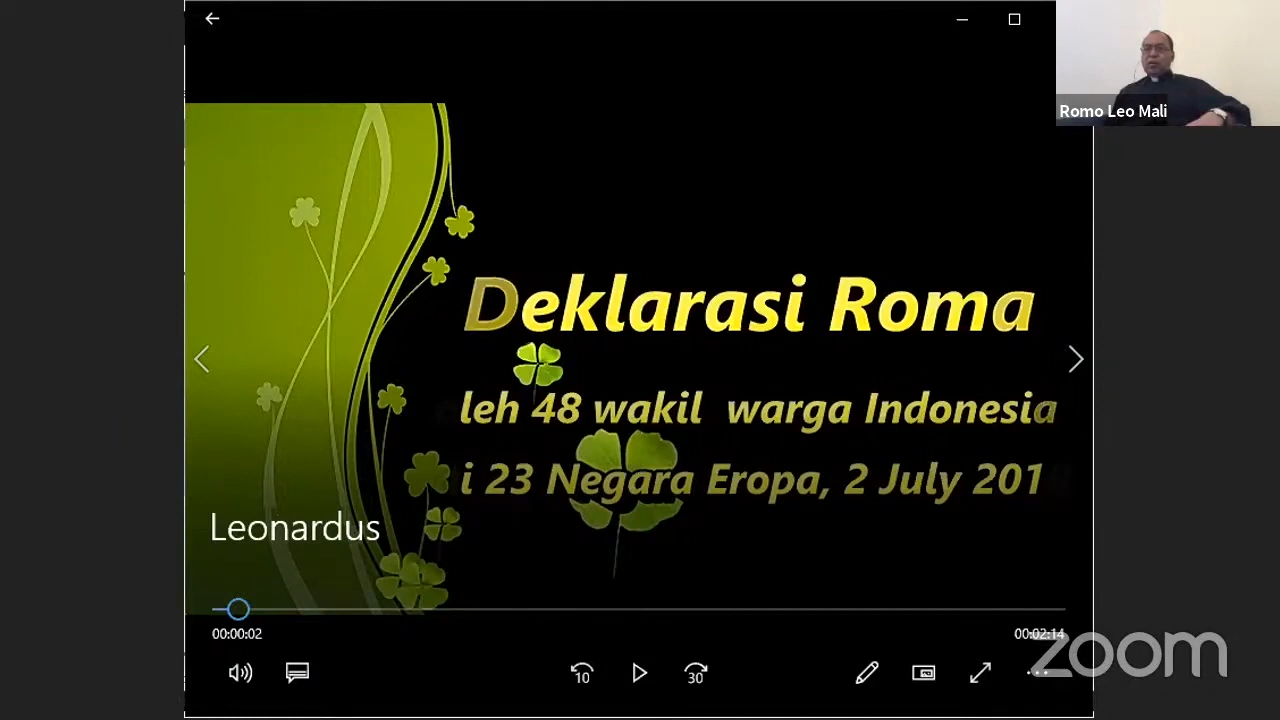 Romo Leo Mali
Deklarasi Roma
leh 48 wakil warga Indonesia
i 23 Negara Eropa, 2 July 201
Leonardus
00:00:02
00:02:14
10
30
zoom